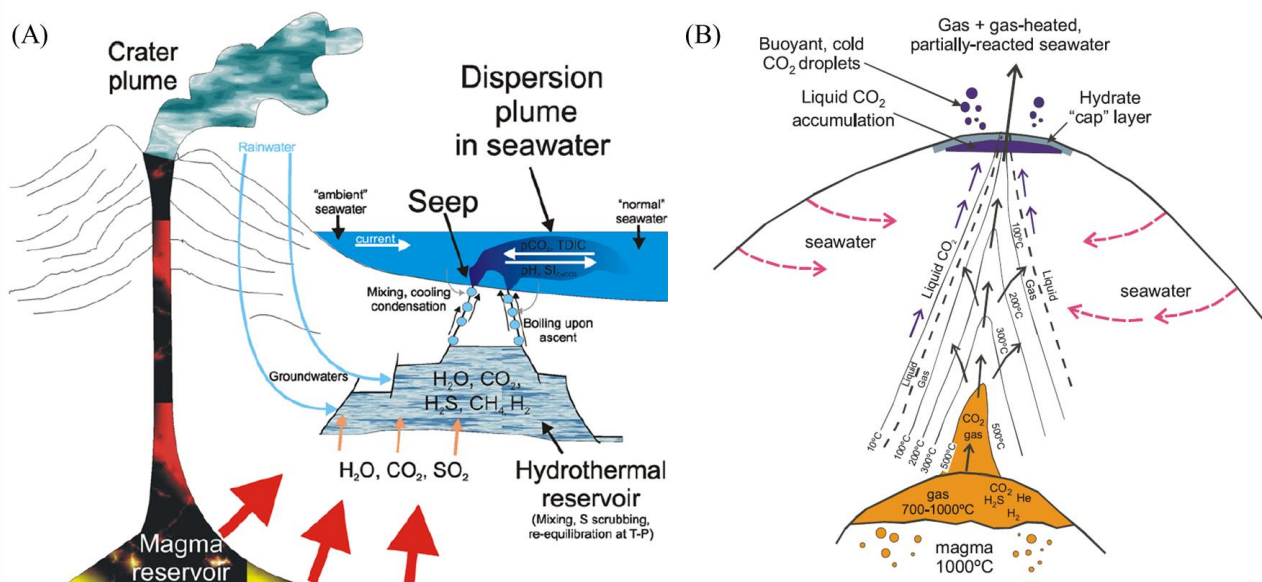 (A)
Crater
plume
Rainwater
Dispersion
plume
in seawater
"ambient"
seawater
Seep
"normal"
seawater
current
pCO₂, TDIC
pH, SI
Mixing, cooling
condensation
Boiling upon
ascent
Groundwaters
H₂O, CO₂,
H₂S, CH₄, H₂
H₂O, CO₂, SO₂
Hydrothermal
reservoir
(Mixing, S scrubbing,
re-equilibration at T-P)
Magma
reservoir
(B)
Gas + gas-heated,
partially-reacted seawater
Buoyant, cold
CO₂ droplets
Liquid CO₂
accumulation
Hydrate
"cap" layer
seawater
seawater
Liquid CO₂
Liquid
Gas
Liquid
Gas
100°C
200°C
300°C
500°C
10°C
100°C
200°C
300°C
500°C
CO₂
gas
gas
700-1000°C
CO₂
H₂S
He
H₂
magma
1000°C